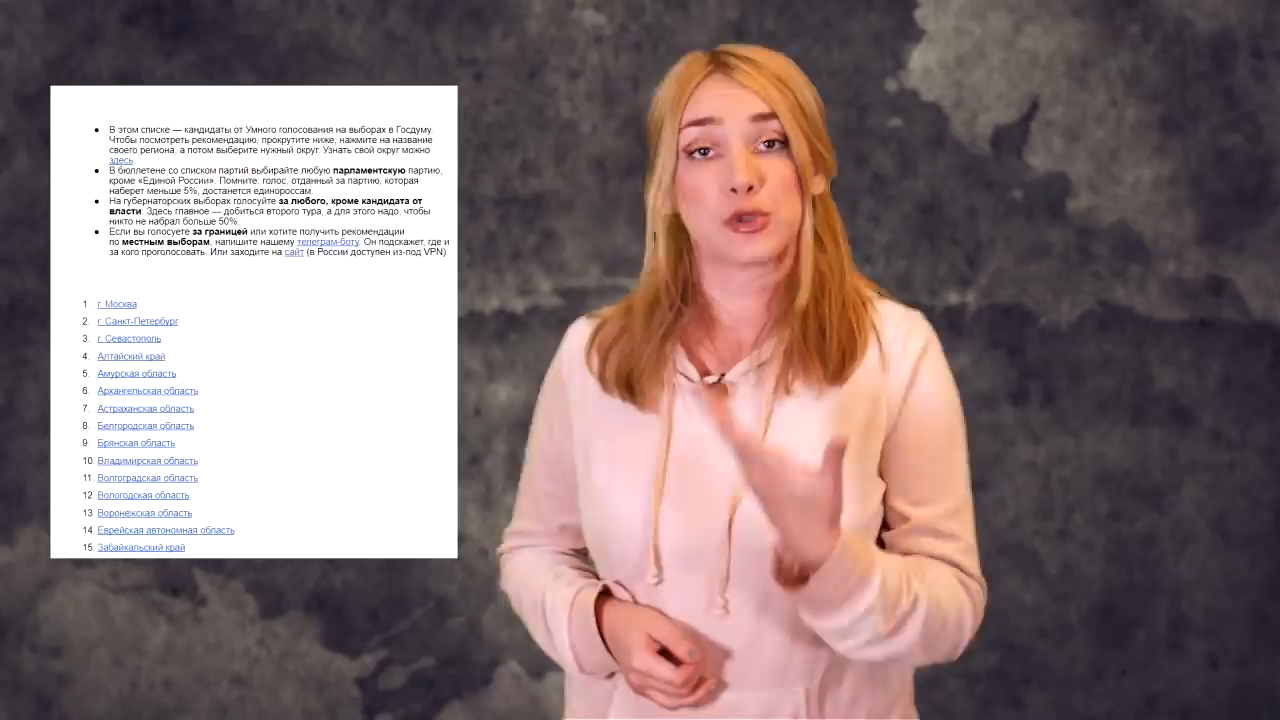 В этом списке — кандидаты от Умного голосования на выборах в Госдуму.
Чтобы посмотреть рекомендацию, прокрутите ниже, нажмите на название
своего региона, а потом выберите нужный округ. Узнать свой округ можно
здесь.
В бюллетене со списком партий выбирайте любую парламентскую партию,
кроме «Единой России». Помните: голос, отданный за партию, которая
наберет меньше 5%, достанется единороссам.
На губернаторских выборах голосуйте за любого, кроме кандидата от
власти. Здесь главное — добиться второго тура, а для этого надо, чтобы
никто не набрал больше 50%.
Если вы голосуете за границей или хотите получить рекомендации
по местным выборам, напишите нашему телеграм-боту. Он подскажет, где и
за кого проголосовать. Или заходите на сайт (в России доступен из-под VPN).
1. г. Москва
2. г. Санкт-Петербург
3. г. Севастополь
4. Алтайский край
5. Амурская область
6. Архангельская область
7. Астраханская область
8. Белгородская область
9. Брянская область
10. Владимирская область
11. Волгоградская область
12. Вологодская область
13. Воронежская область
14. Еврейская автономная область
15. Забайкальский край